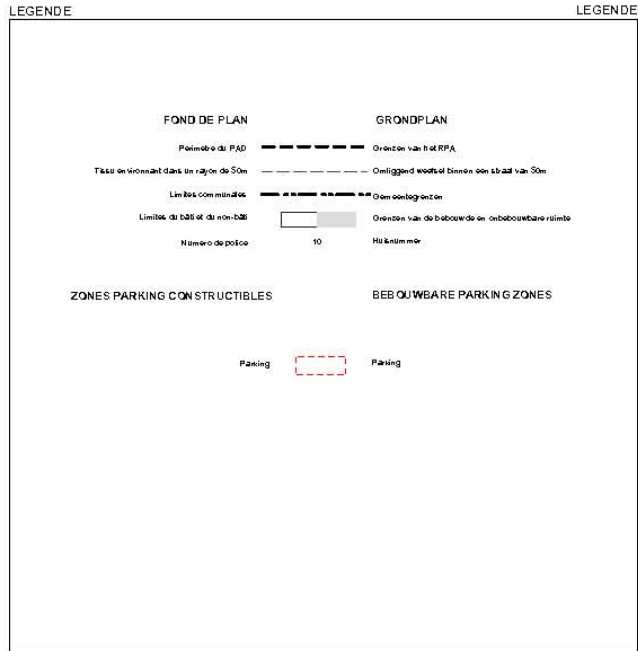 LEGENDE LEGENDE
FOND DE PLAN GRONDPLAN
Périmètre du PAD Grenzen van het RPA
Tissu environnant dans un rayon de 50m Omliggend weefsel binnen een straal van 50m
Limites communales Gemeentegrenzen
Limites du bâti et du non-bâti Grenzen van de bebouwde en onbebouwbare ruimte
Numéro de police 10 Huisnummer
ZONES PARKING CONSTRUCTIBLES BEBOUWBARE PARKING ZONES
Parking Parking